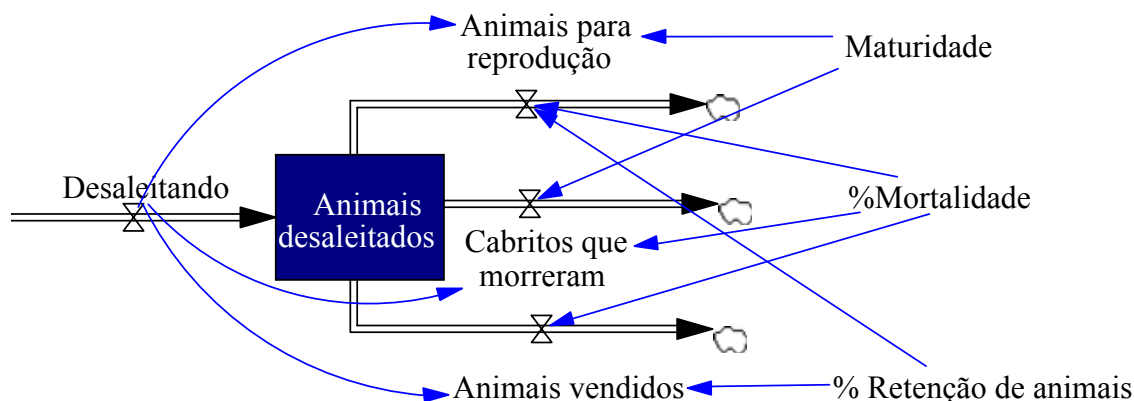 Animais para
reprodução
Maturidade
Desaleitando
Animais
desaleitados
%Mortalidade
Cabritos que
morreram
Animais vendidos
% Retenção de animais